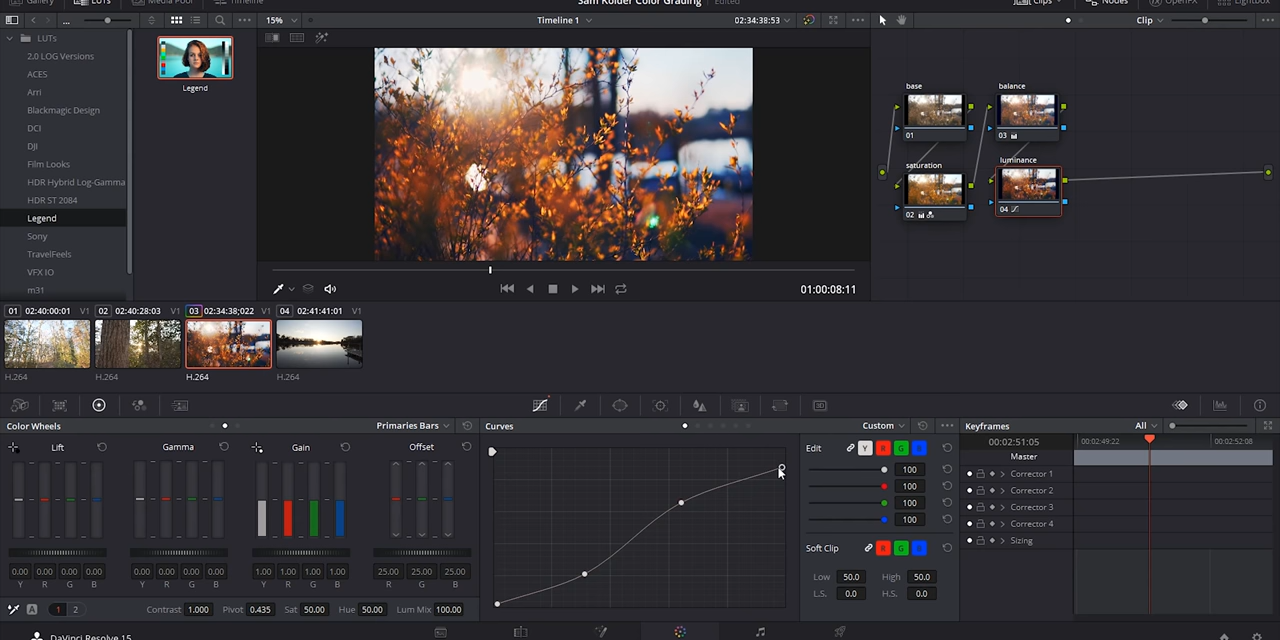 Gallery LUTs Media Pool Timeline Sam Kolder Color Grading Edited Clips Nodes OpenFX Lightbox
15% Timeline 1 02:34:38:53 Clip
LUTs
2.0 LOG Versions
ACES
Arri
Blackmagic Design
DCI
DJI
Film Looks
HDR Hybrid Log-Gamma
HDR ST 2084
Legend
Sony
TravelFeels
VFX IO
m31
Legend
base
01
balance
03
saturation
02
luminance
04
01:00:08:11
01 02:40:00:01 V1 02 02:40:28:03 V1 03 02:34:38;022 V1 04 02:41:41:01 V1
H.264 H.264 H.264 H.264
Color Wheels Primaries Bars
Lift Gamma Gain Offset
0.00 0.00 0.00 0.00 0.00 0.00 0.00 0.00 1.00 1.00 1.00 1.00 25.00 25.00 25.00
Y R G B Y R G B Y R G B R G B
A 1 2 Contrast 1.000 Pivot 0.435 Sat 50.00 Hue 50.00 Lum Mix 100.00
Curves Custom
Edit Y R G B
100
100
100
100
Soft Clip R G B
Low 50.0 High 50.0
L.S. 0.0 H.S. 0.0
Keyframes All
00:02:51:05 00:02:49:22 00:02:52:08
Master
Corrector 1
Corrector 2
Corrector 3
Corrector 4
Sizing
3D
DaVinci Resolve 15